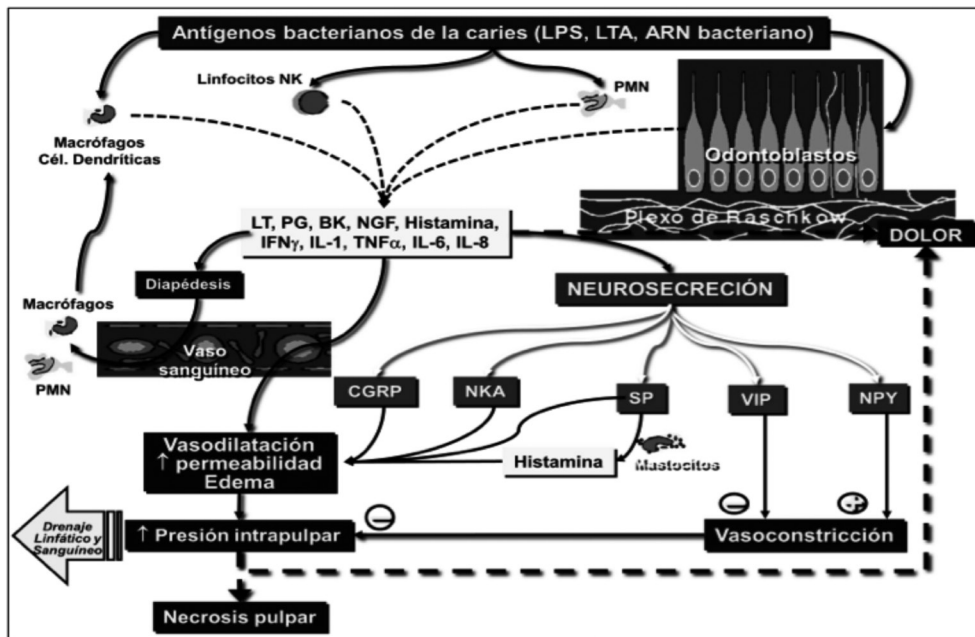 Antígenos bacterianos de la caries (LPS, LTA, ARN bacteriano)
Linfocitos NK
PMN
Macrófagos
Cél. Dendríticas
Odontoblastos
Plexo de Raschkow
LT, PG, BK, NGF, Histamina,
IFNγ, IL-1, TNFα, IL-6, IL-8
DOLOR
Diapédesis
NEUROSECRECIÓN
Macrófagos
Vaso
sanguíneo
PMN
CGRP
NKA
SP
VIP
NPY
Vasodilatación
↑ permeabilidad
Edema
Histamina
Mastocitos
Drenaje
Linfático y
Sanguíneo
↑ Presión intrapulpar
Vasoconstricción
Necrosis pulpar